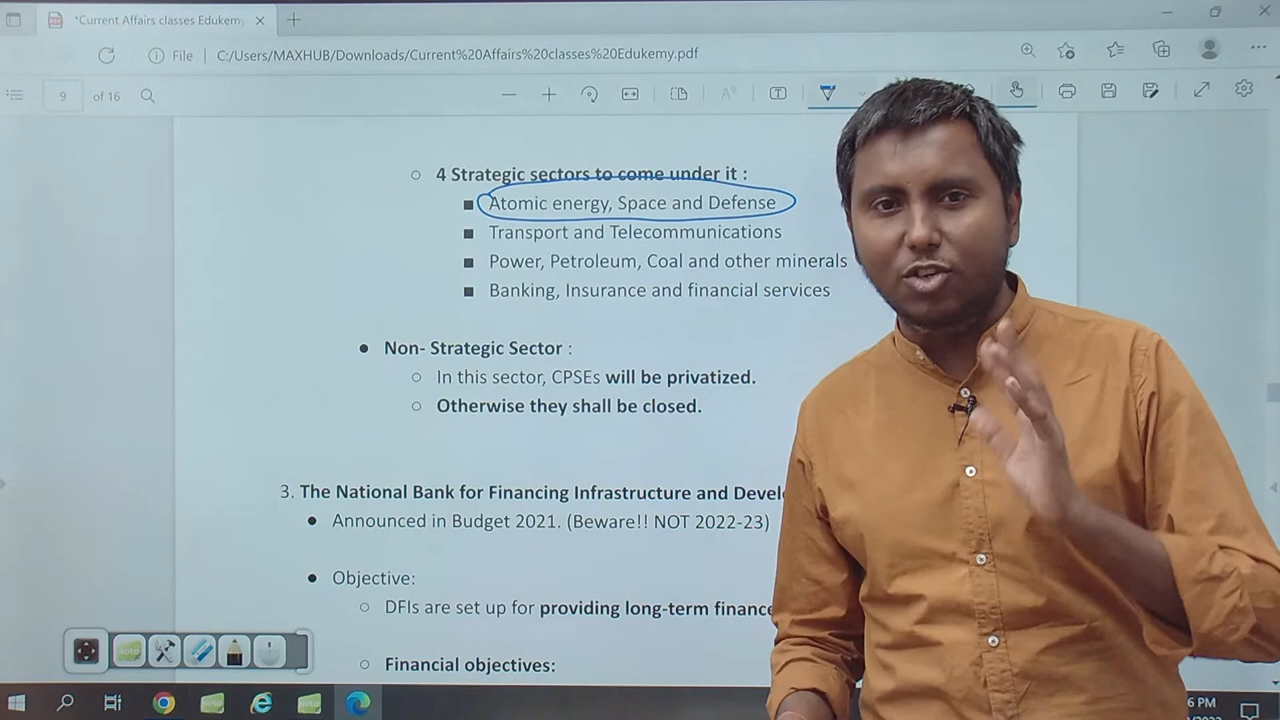 *Current Affairs classes Edukemy
File
C:/Users/MAXHUB/Downloads/Current%20Affairs%20classes%20Edukemy.pdf
9 of 16
4 Strategic sectors to come under it :
Atomic energy, Space and Defense
Transport and Telecommunications
Power, Petroleum, Coal and other minerals
Banking, Insurance and financial services
Non- Strategic Sector :
In this sector, CPSEs will be privatized.
Otherwise they shall be closed.
3. The National Bank for Financing Infrastructure and
Announced in Budget 2021. (Beware!! NOT 2022-23)
Objective:
DFIs are set up for providing long-term finance
Financial objectives:
PM